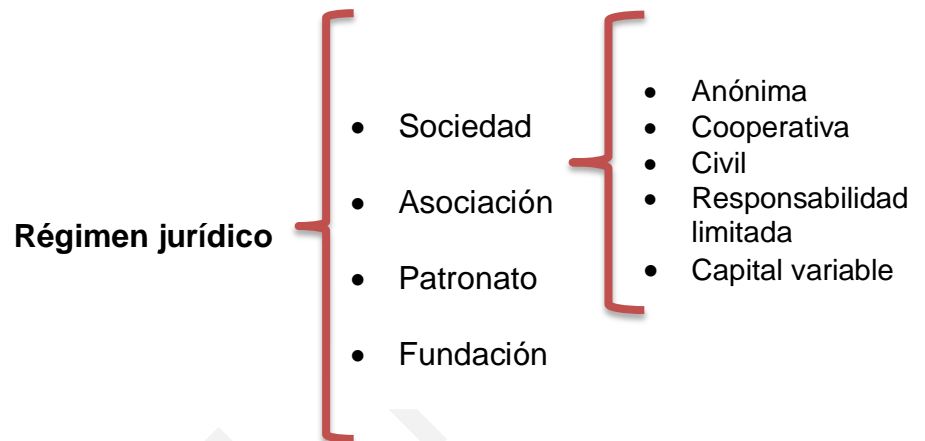 Régimen jurídico
• Sociedad
• Asociación
• Patronato
• Fundación
• Anónima
• Cooperativa
• Civil
• Responsabilidad
limitada
• Capital variable